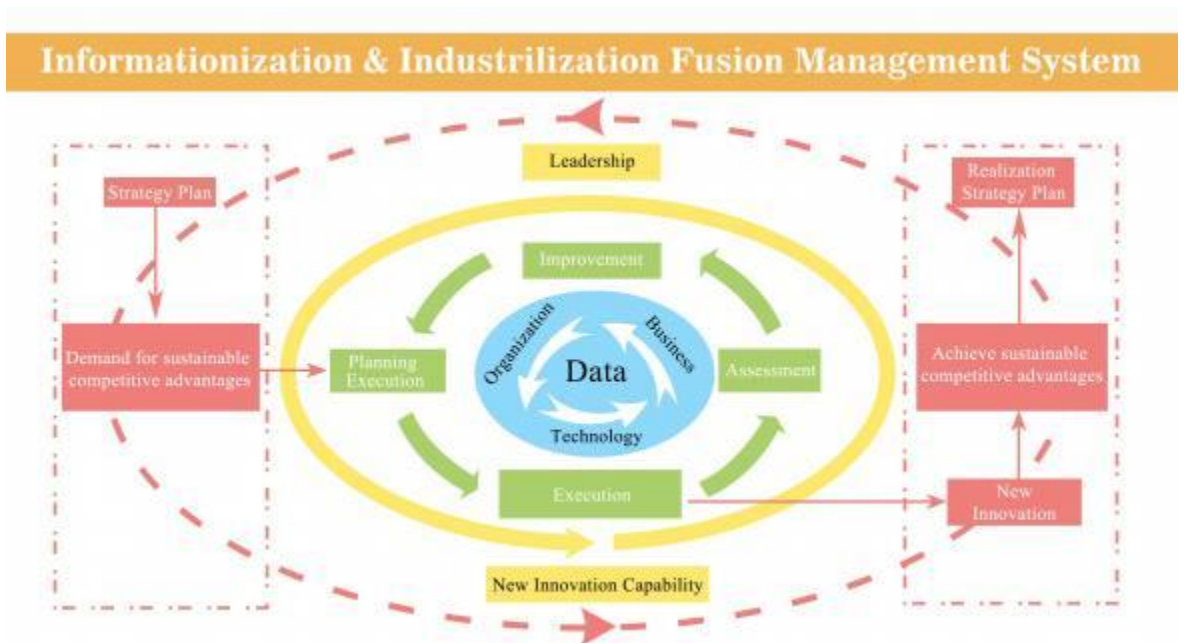 Informationization & Industrilization Fusion Management System
Leadership
Strategy Plan
Realization
Strategy Plan
Improvement
Organization
Business
Demand for sustainable
competitive advantages
Planning
Execution
Data
Assessment
Achieve sustainable
competitive advantages
Technology
Execution
New
Innovation
New Innovation Capability